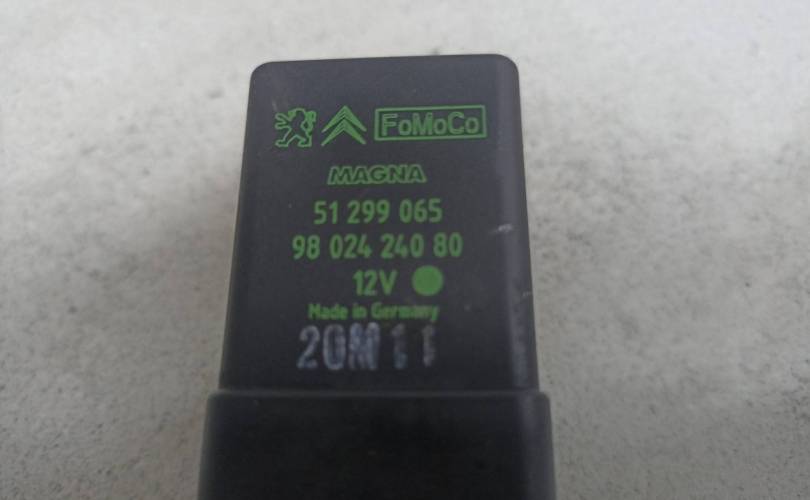 FoMoCo
MAGNA
51 299 065
98 024 240 80
12V
Made in Germany
20M11